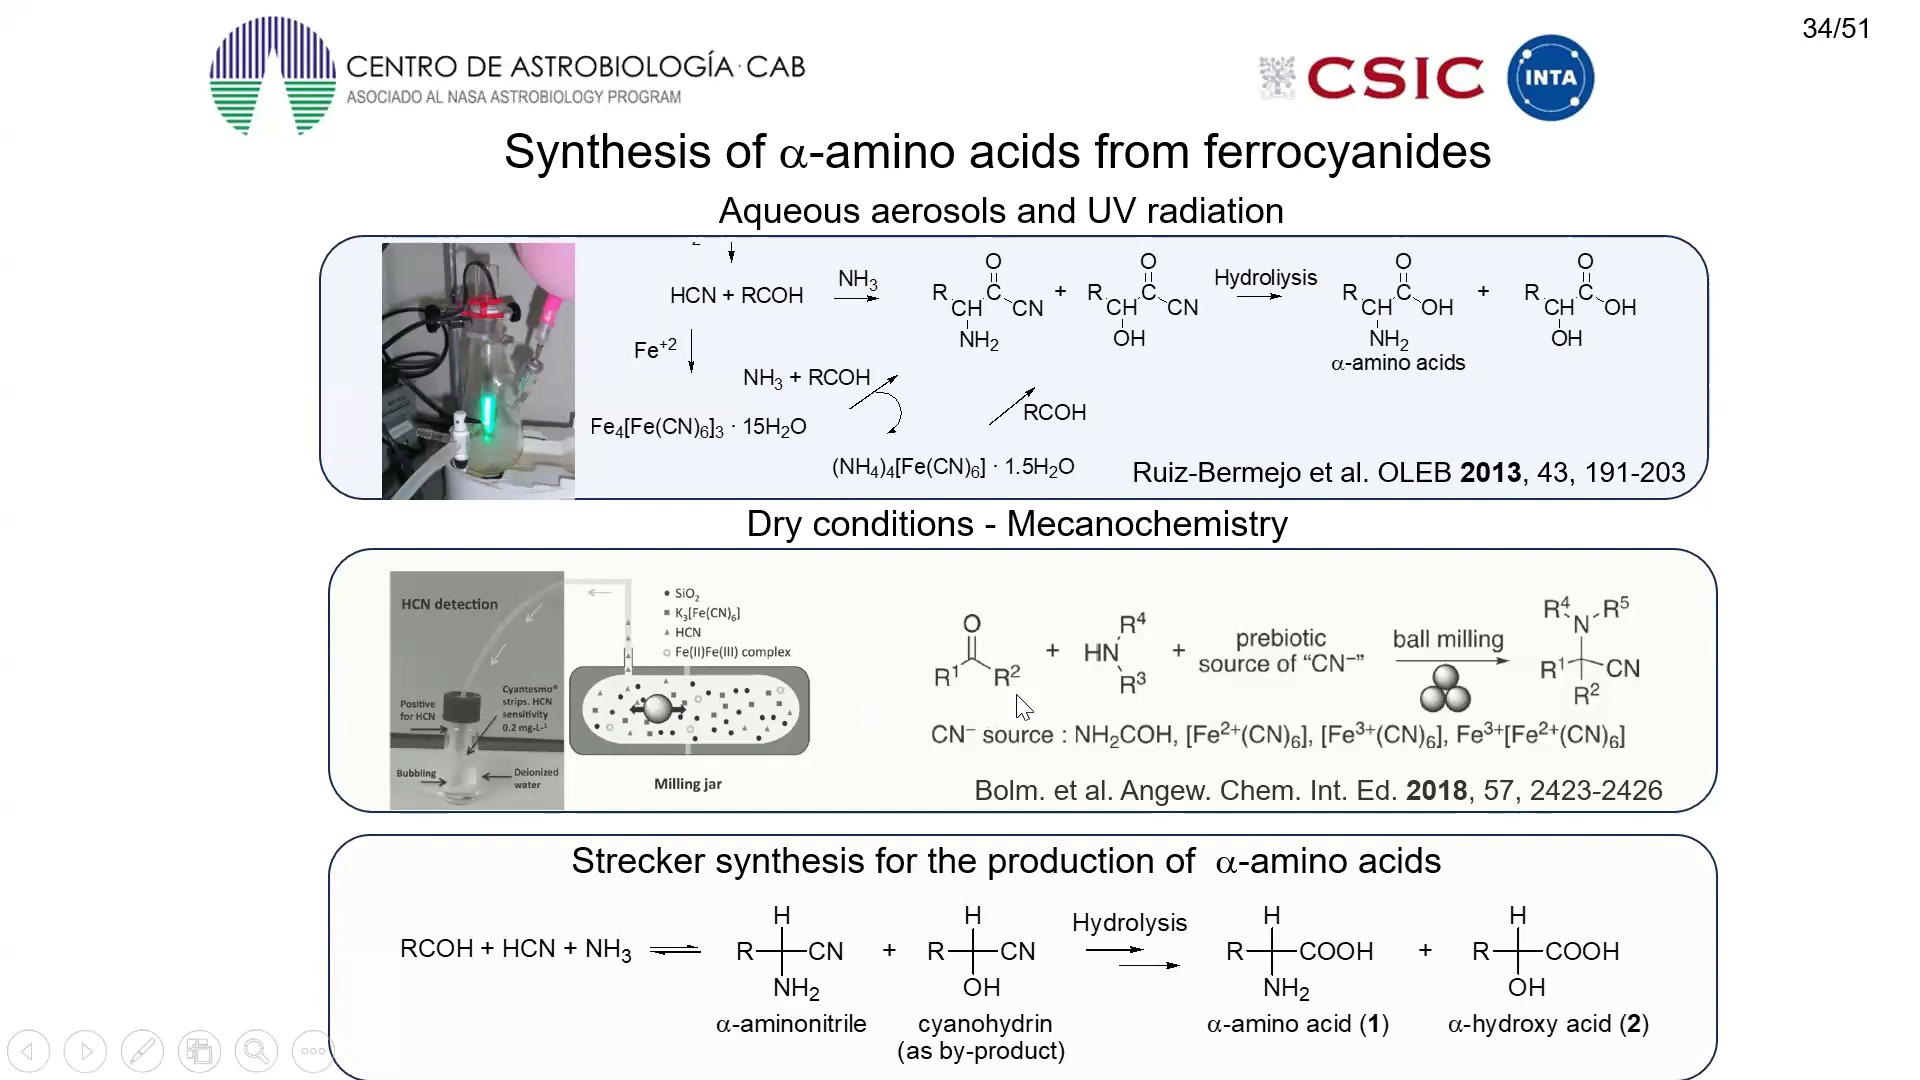 34/51
CENTRO DE ASTROBIOLOGÍA · CAB
ASOCIADO AL NASA ASTROBIOLOGY PROGRAM
CSIC
INTA
Synthesis of α-amino acids from ferrocyanides
Aqueous aerosols and UV radiation
HCN + RCOH
NH₃
R
CH
NH₂
C
O
CN
+
R
CH
OH
C
O
CN
Hydroliysis
R
CH
NH₂
C
O
OH
α-amino acids
+
R
CH
OH
C
O
OH
Fe⁺²
NH₃ + RCOH
RCOH
Fe₄[Fe(CN)₆]₃ · 15H₂O
(NH₄)₄[Fe(CN)₆] · 1.5H₂O
Ruiz-Bermejo et al. OLEB 2013, 43, 191-203
Dry conditions - Mecanochemistry
HCN detection
Positive
for HCN
Cyantesmo®
strips. HCN
sensitivity
0.2 mg·L⁻¹
Bubbling
Deionized
water
• SiO₂
■ K₃[Fe(CN)₆]
▲ HCN
○ Fe(II)Fe(III) complex
Milling jar
O
R¹ R²
+
HN
R⁴
R³
+
prebiotic
source of “CN⁻”
ball milling
R⁴ N R⁵
R¹ CN
R²
CN⁻ source : NH₂COH, [Fe²⁺(CN)₆], [Fe³⁺(CN)₆], Fe³⁺[Fe²⁺(CN)₆]
Bolm. et al. Angew. Chem. Int. Ed. 2018, 57, 2423-2426
Strecker synthesis for the production of α-amino acids
RCOH + HCN + NH₃
H
R CN
NH₂
α-aminonitrile
+
H
R CN
OH
cyanohydrin
(as by-product)
Hydrolysis
H
R COOH
NH₂
α-amino acid (1)
+
H
R COOH
OH
α-hydroxy acid (2)